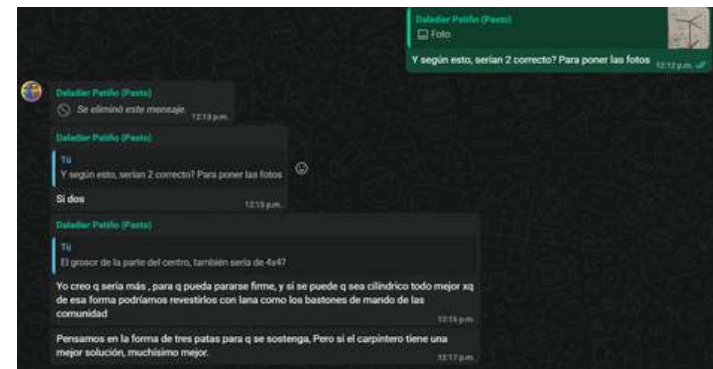 Daladier Patiño (Pasto)
Foto
Y según esto, serían 2 correcto? Para poner las fotos
12:12 p.m.
Daladier Patiño (Pasto)
Se eliminó este mensaje.
12:13 p.m.
Daladier Patiño (Pasto)
Tú
Y según esto, serían 2 correcto? Para poner las fotos
Si dos
12:15 p.m.
Daladier Patiño (Pasto)
Tú
El grosor de la parte del centro, también sería de 4x4?
Yo creo q seria más , para q pueda pararse firme, y si se puede q sea cilíndrico todo mejor xq
de esa forma podríamos revestirlos con lana como los bastones de mando de las
comunidad
12:16 p.m.
Pensamos en la forma de tres patas para q se sostenga, Pero si el carpintero tiene una
mejor solución, muchísimo mejor.
12:17 p.m.